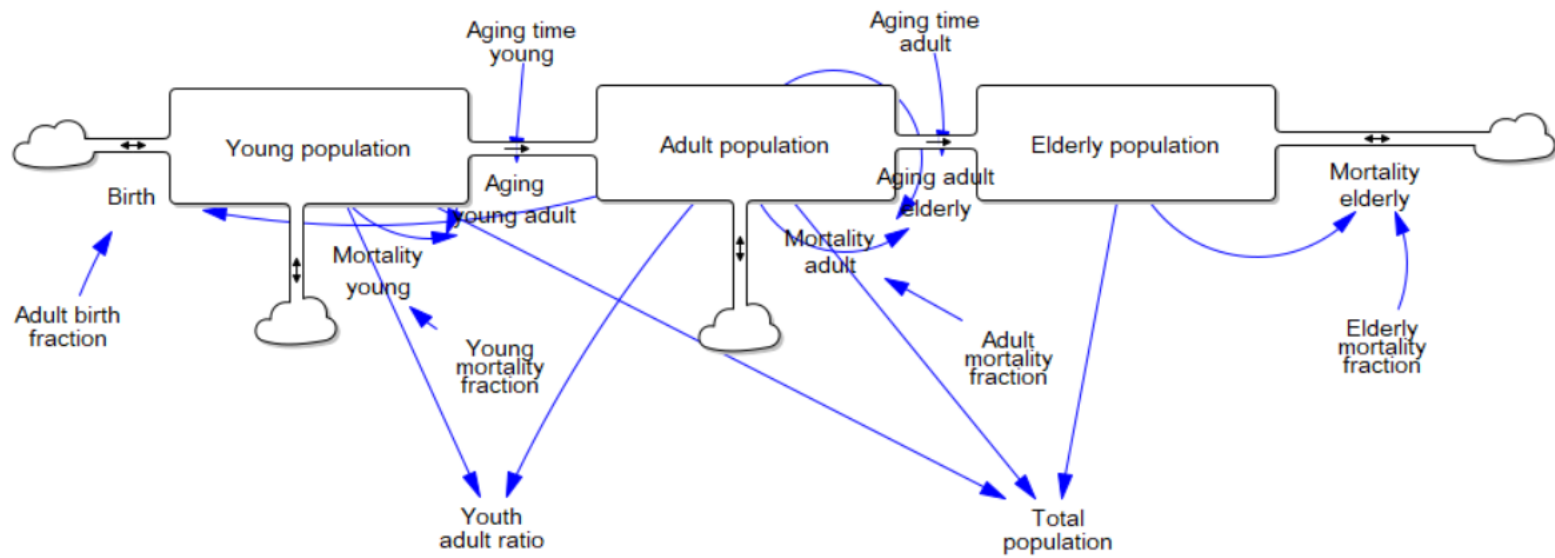 Aging time
young
Aging time
adult
Young population
Adult population
Elderly population
Birth
Aging
young adult
Aging adult
elderly
Mortality
elderly
Mortality
young
Mortality
adult
Adult birth
fraction
Young
mortality
fraction
Adult
mortality
fraction
Elderly
mortality
fraction
Youth
adult ratio
Total
population